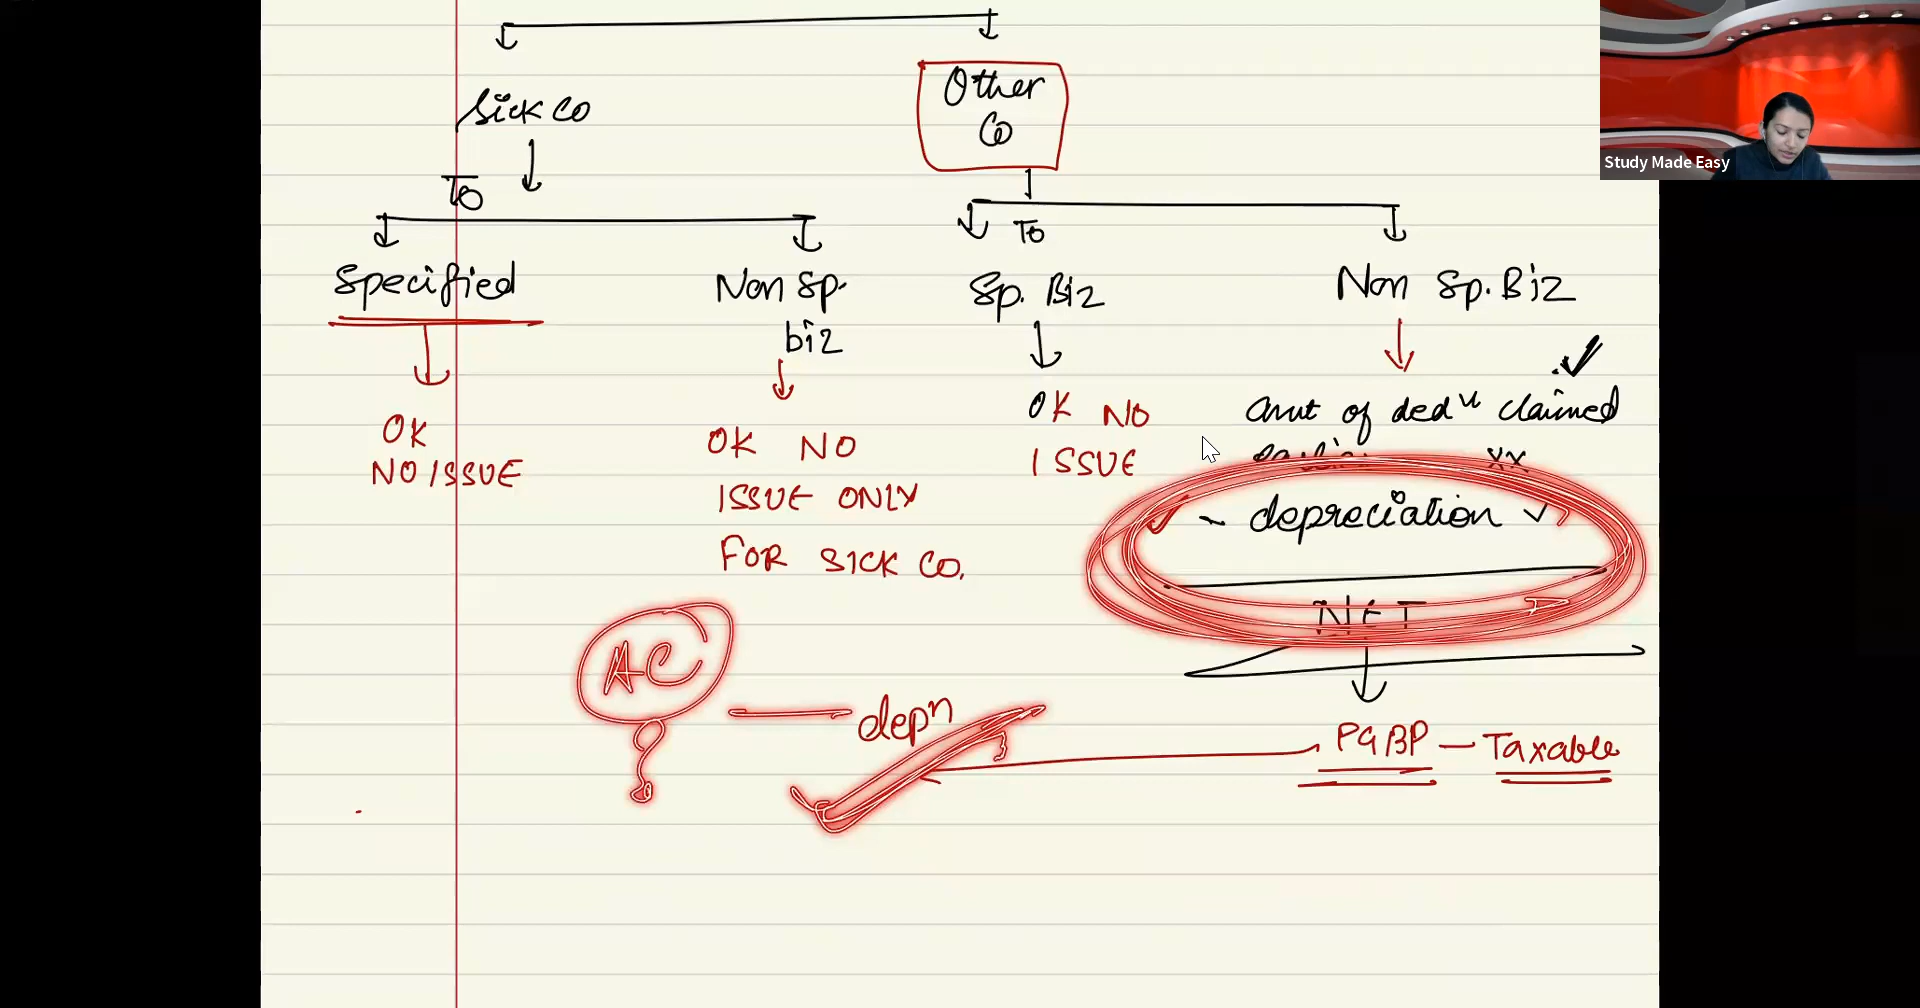 Sick Co
Other
Co
Study Made Easy
To
To
Specified
Non Sp.
biz
Sp. Biz
Non Sp. Biz
OK
NO ISSUE
OK NO
ISSUE ONLY
FOR SICK CO.
OK NO
ISSUE
amt of dedn claimed
earlier xx
- depreciation
NET
AC
depn
PGBP - Taxable